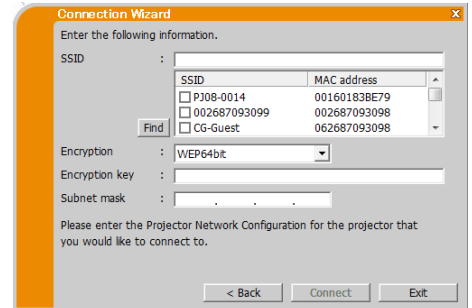 Connection Wizard
x
Enter the following information.
SSID :
SSID MAC address
PJ08-0014 00160183BE79
002687093099 002687093098
Find CG-Guest 062687093098
Encryption : WEP64bit
Encryption key :
Subnet mask : . . .
Please enter the Projector Network Configuration for the projector that
you would like to connect to.
< Back Connect Exit